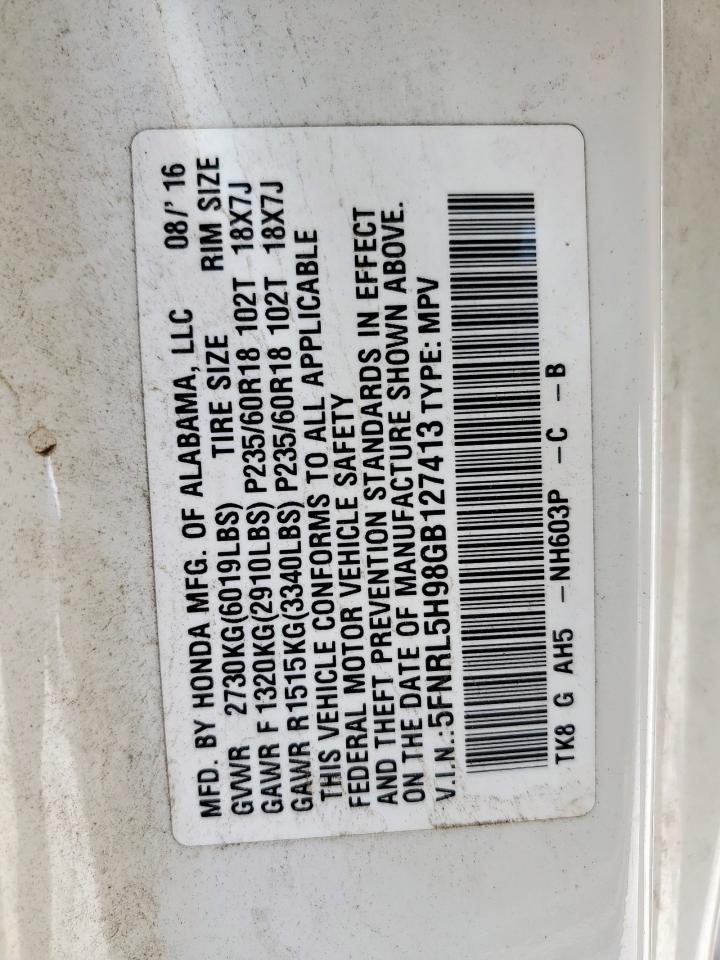 MFD. BY HONDA MFG. OF ALABAMA, LLC 08/' 16
GVWR 2730KG(6019LBS) TIRE SIZE RIM SIZE
GAWR F 1320KG(2910LBS) P235/60R18 102T 18X7J
GAWR R1515KG(3340LBS) P235/60R18 102T 18X7J
THIS VEHICLE CONFORMS TO ALL APPLICABLE
FEDERAL MOTOR VEHICLE SAFETY
AND THEFT PREVENTION STANDARDS IN EFFECT
ON THE DATE OF MANUFACTURE SHOWN ABOVE.
V.I.N.:5FNRL5H98GB127413 TYPE: MPV
TK8 G AH5 -NH603P -C -B